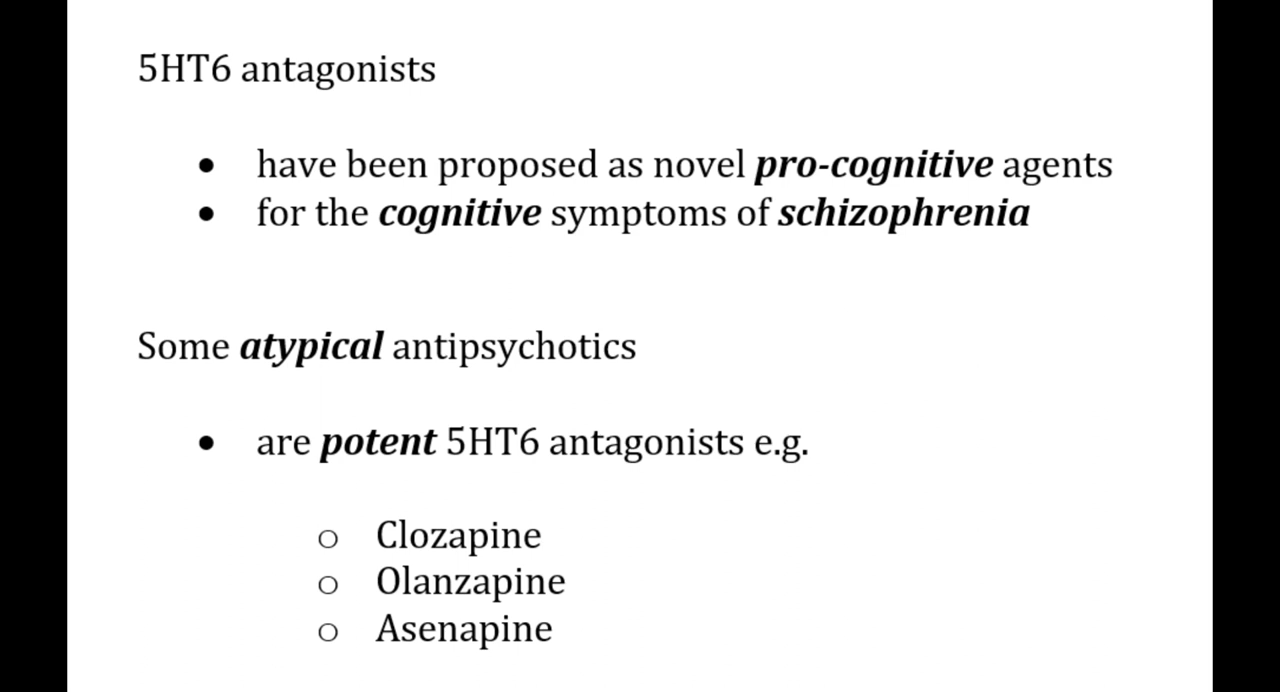 5HT6 antagonists
• have been proposed as novel pro-cognitive agents
• for the cognitive symptoms of schizophrenia
Some atypical antipsychotics
• are potent 5HT6 antagonists e.g.
o Clozapine
o Olanzapine
o Asenapine